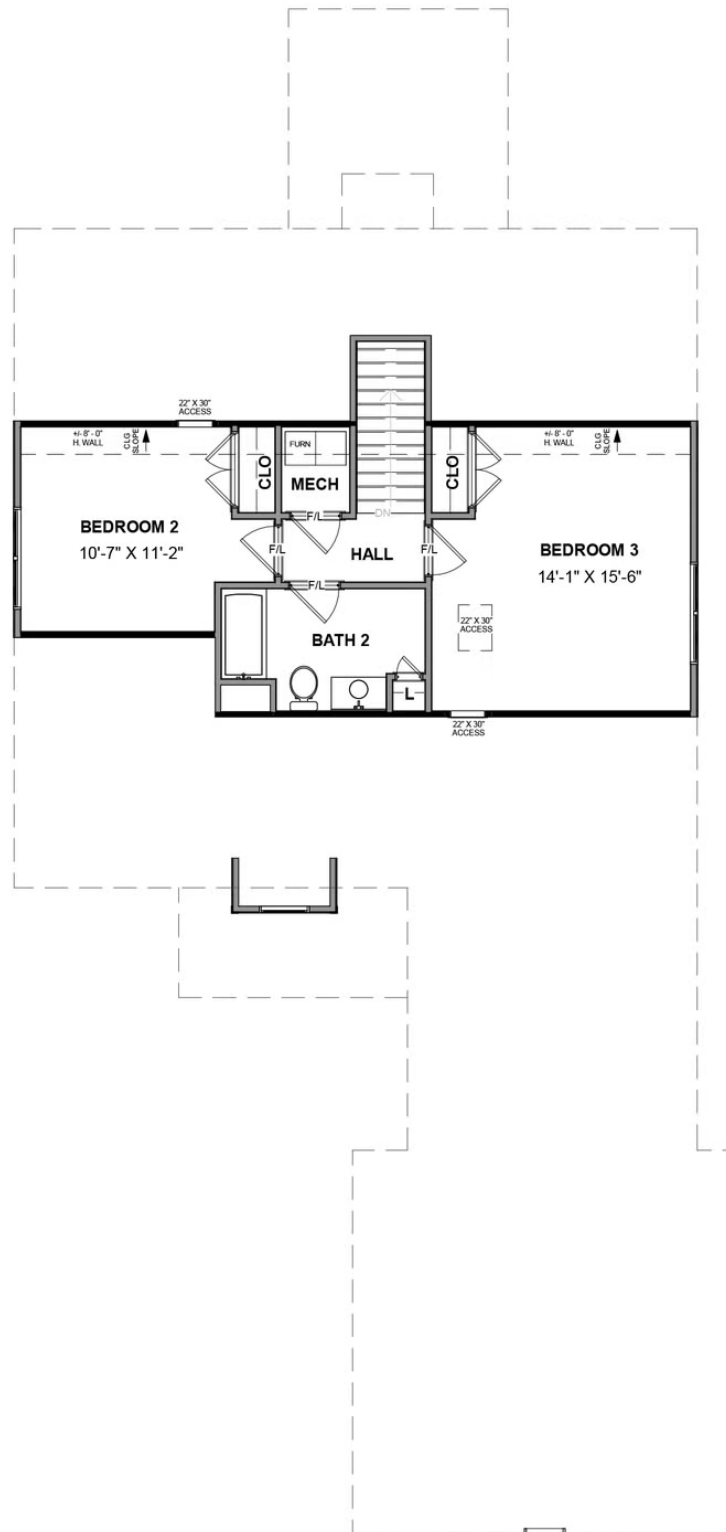 22" X 30"
ACCESS
+/- 8' - 0"
H. WALL
CLG
SLOPE
CLO
FURN
MECH
CLO
+/- 8' - 0"
H. WALL
CLG
SLOPE
F/L
DN
BEDROOM 2
10'-7" X 11'-2"
F/L
HALL
F/L
BEDROOM 3
14'-1" X 15'-6"
F/L
22" X 30"
ACCESS
BATH 2
L
22" X 30"
ACCESS